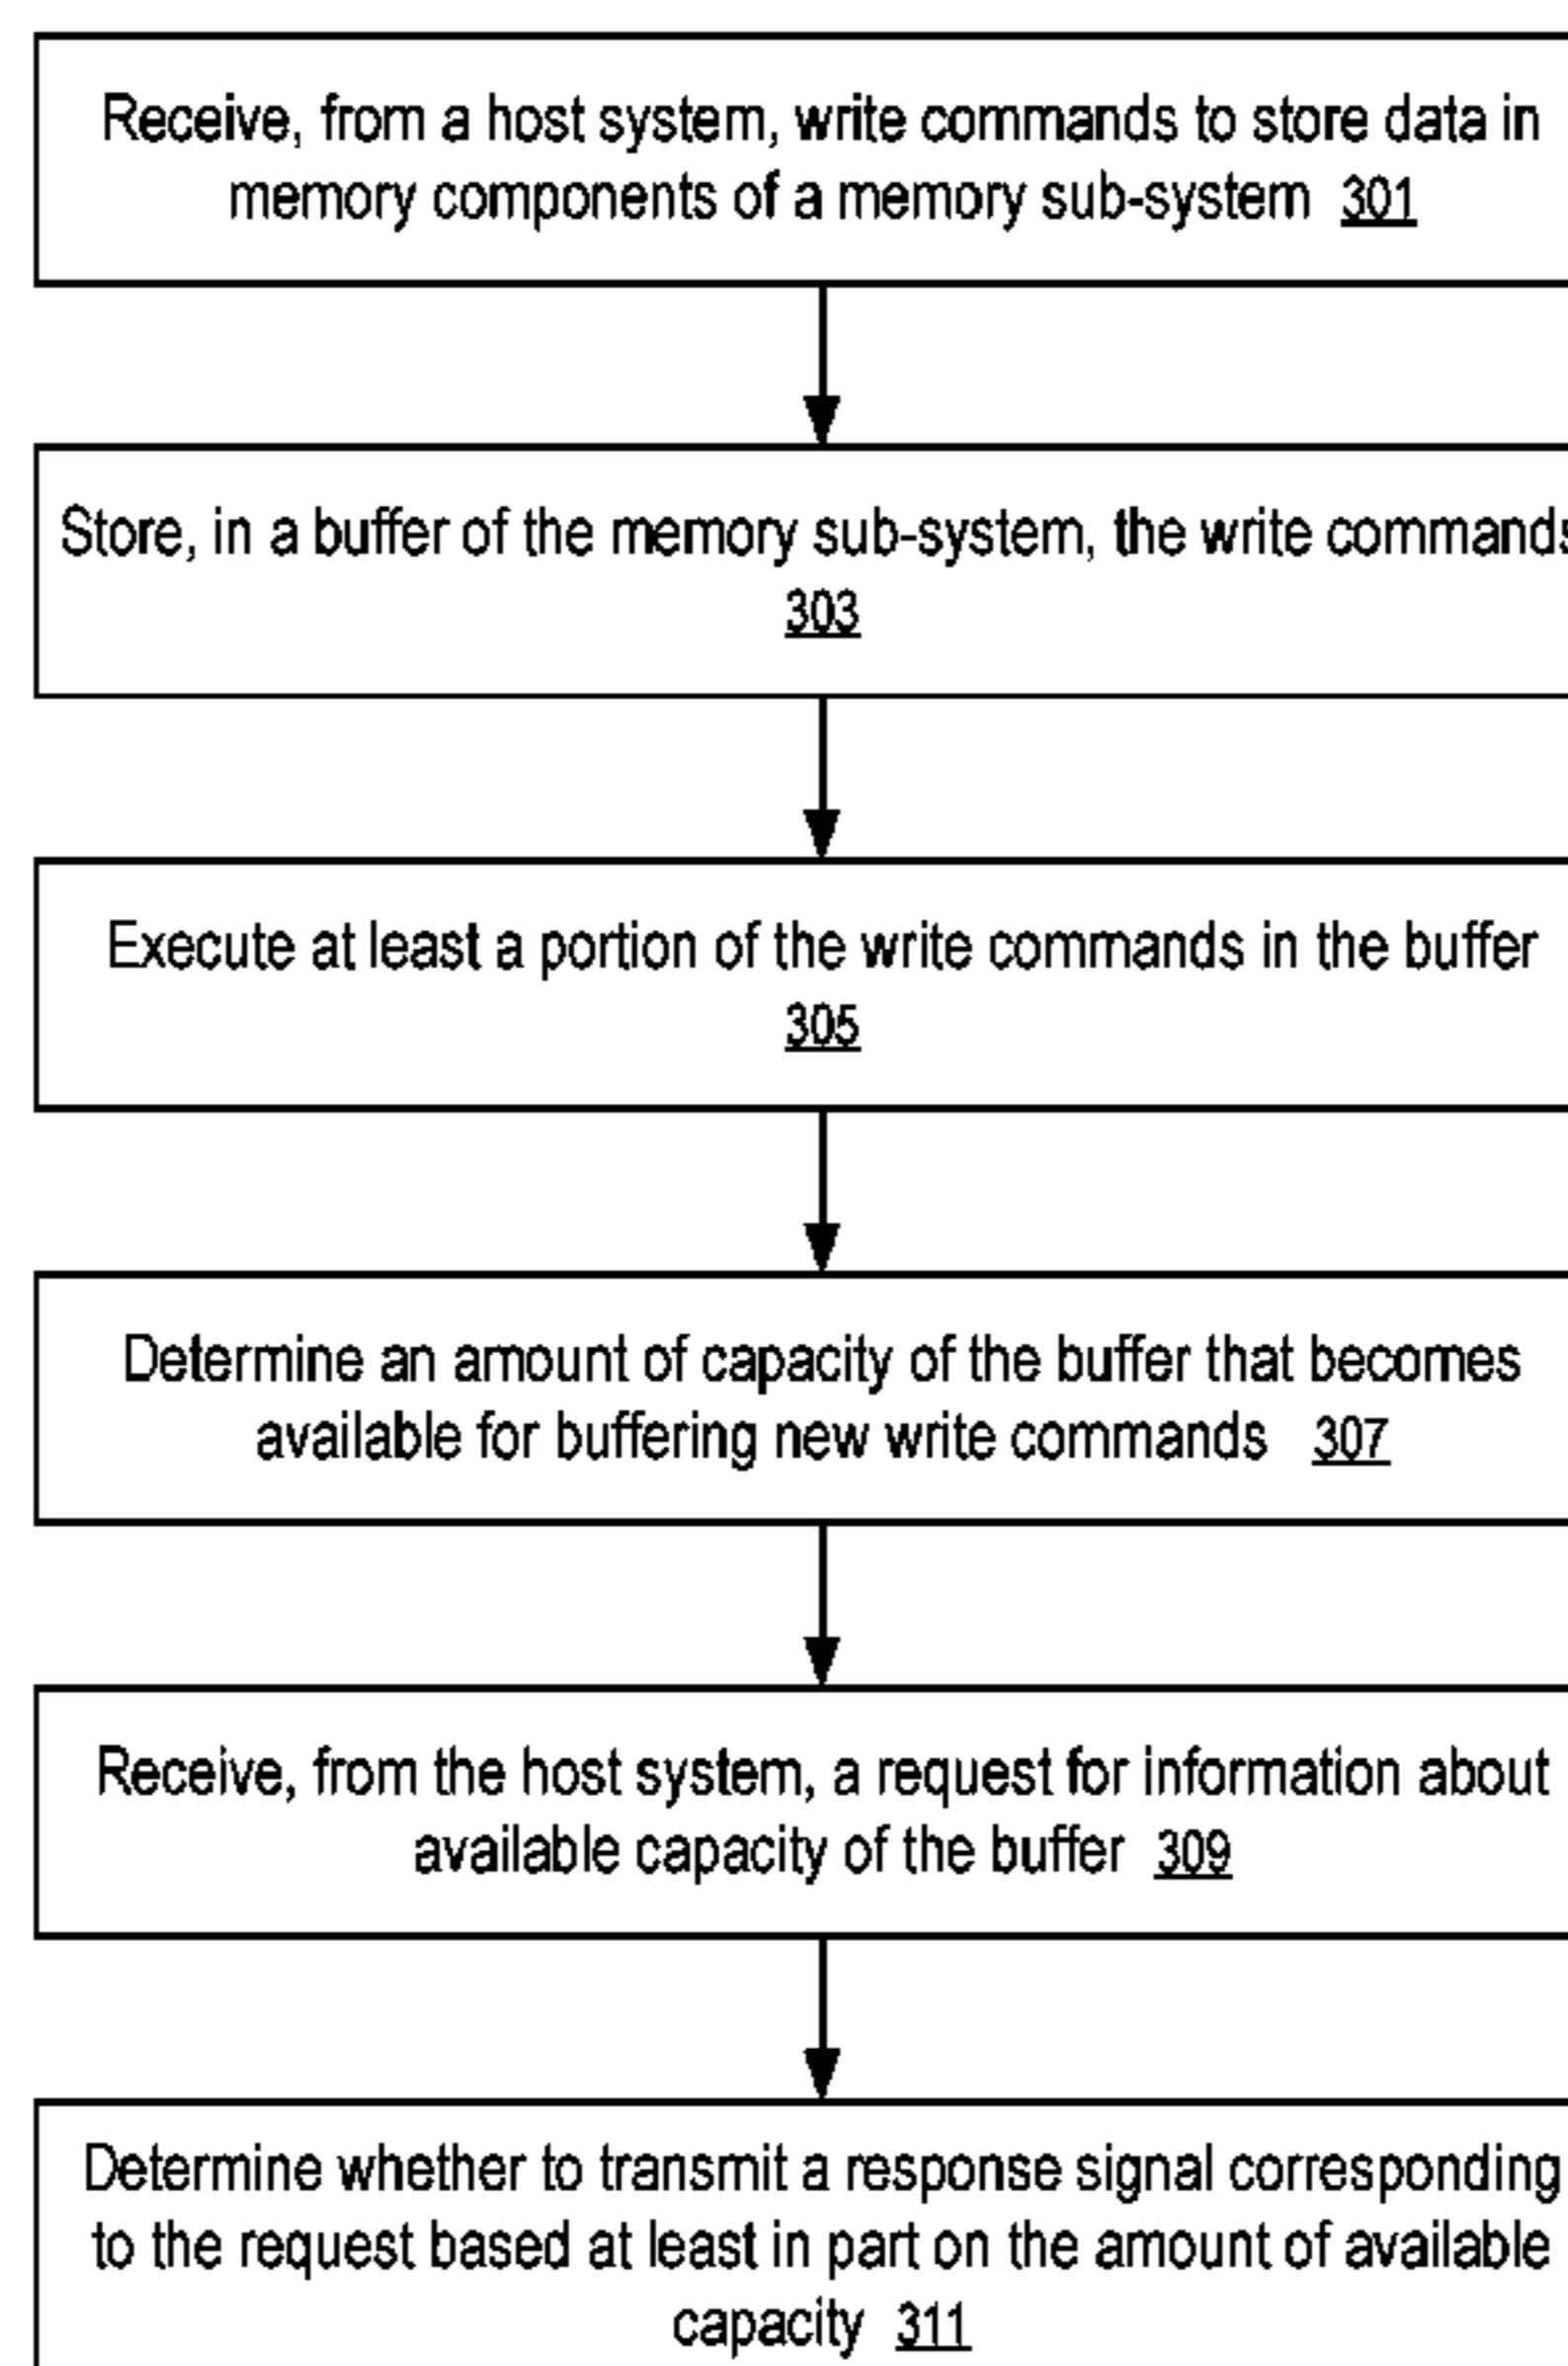 Receive, from a host system, write commands to store data in
memory components of a memory sub-system 301
Store, in a buffer of the memory sub-system, the write commands
303
Execute at least a portion of the write commands in the buffer
305
Determine an amount of capacity of the buffer that becomes
available for buffering new write commands 307
Receive, from the host system, a request for information about
available capacity of the buffer 309
Determine whether to transmit a response signal corresponding
to the request based at least in part on the amount of available
capacity 311